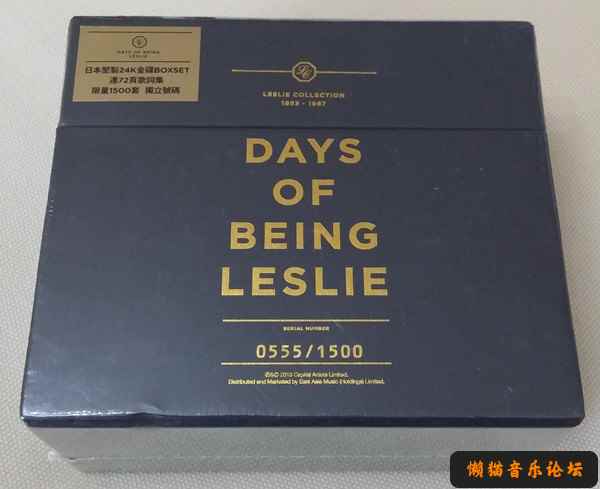 DAYS OF BEING
LESLIE
日本壓製24K金碟BOXSET
連72頁歌詞集
限量1500套 獨立號碼
LESLIE COLLECTION
DAYS
OF
BEING
LESLIE
SERIAL NUMBER
0555/1500
Capital Artists Limited.
Distributed and Marketed by East Asia Music (Holdings) Limited.
懒猫音乐论坛